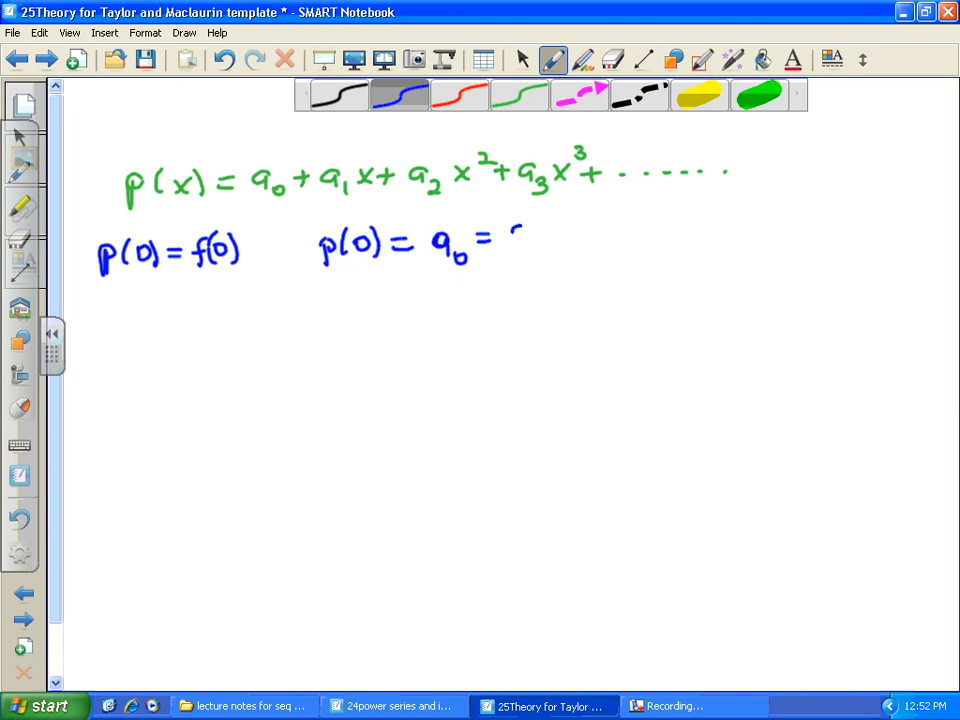 25Theory for Taylor and Maclaurin template * - SMART Notebook
File Edit View Insert Format Draw Help
p(x) = a₀ + a₁x + a₂x² + a₃x³ + ......
p(0) = f(0) p(0) = a₀ =
start lecture notes for seq ... 24power series and i... 25Theory for Taylor ... Recording... 12:52 PM